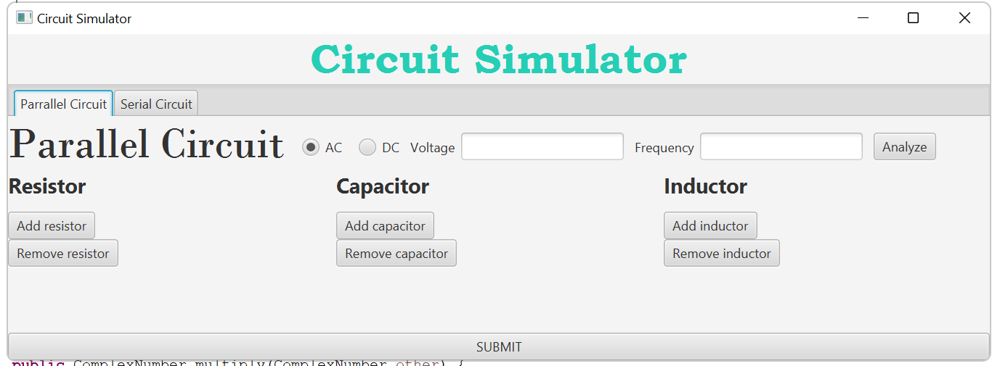 Circuit Simulator
Circuit Simulator
Parrallel Circuit Serial Circuit
Parallel Circuit AC DC Voltage Frequency Analyze
Resistor Capacitor Inductor
Add resistor Add capacitor Add inductor
Remove resistor Remove capacitor Remove inductor
SUBMIT
public ComplexNumber multiply(ComplexNumber other) {